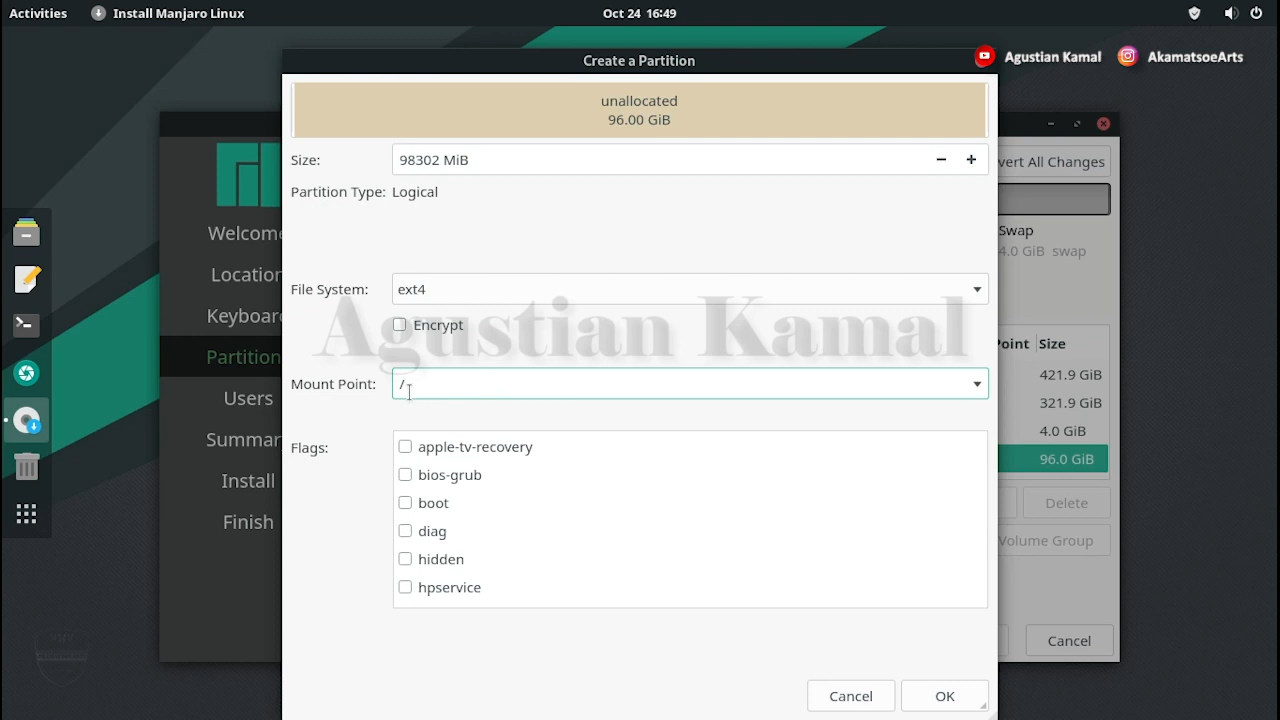 Activities
Install Manjaro Linux
Oct 24 16:49
Create a Partition
Agustian Kamal
AkamatsoeArts
unallocated
96.00 GiB
Size:
98302 MiB
vert All Changes
Partition Type: Logical
Swap
4.0 GiB swap
Welcome
Location
Keyboard
Partition
Users
Summar
Install
Finish
File System:
ext4
Encrypt
Agustian Kamal
Point
Size
421.9 GiB
321.9 GiB
4.0 GiB
96.0 GiB
Mount Point:
/
Flags:
apple-tv-recovery
bios-grub
boot
diag
hidden
hpservice
Delete
Volume Group
Cancel
Cancel
OK